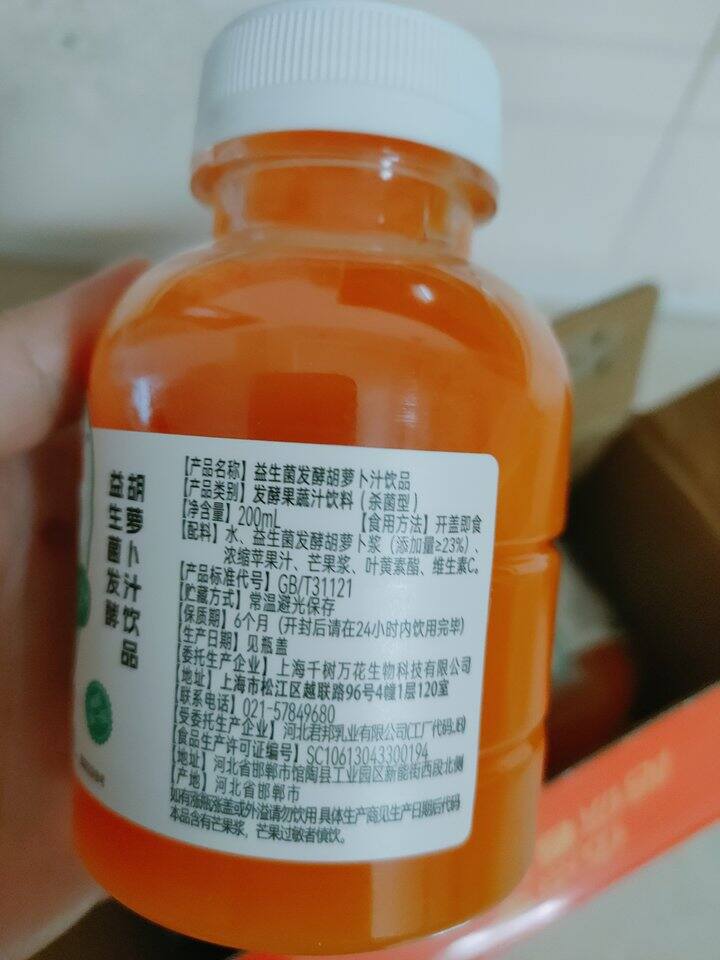 胡萝卜汁饮品
益生菌发酵
【产品名称】益生菌发酵胡萝卜汁饮品
【产品类别】发酵果蔬汁饮料（杀菌型）
【净含量】200mL 【食用方法】开盖即食
【配料】水、益生菌发酵胡萝卜浆（添加量≥23%）、
浓缩苹果汁、芒果浆、叶黄素酯、维生素C。
【产品标准代号】GB/T31121
【贮藏方式】常温避光保存
【保质期】6个月（开封后请在24小时内饮用完毕）
【生产日期】见瓶盖
【委托生产企业】上海千树万花生物科技有限公司
【地址】上海市松江区越联路96号4幢1层120室
【联系电话】021-57849680
【受委托生产企业】河北君邦乳业有限公司(工厂代码:JB)
【食品生产许可证编号】SC10613043300194
【地址】河北省邯郸市馆陶县工业园区新能街西段北侧
【产地】河北省邯郸市
如有涨瓶涨盖或外溢请勿饮用 具体生产商见生产日期后代码
本品含有芒果浆，芒果过敏者慎饮。